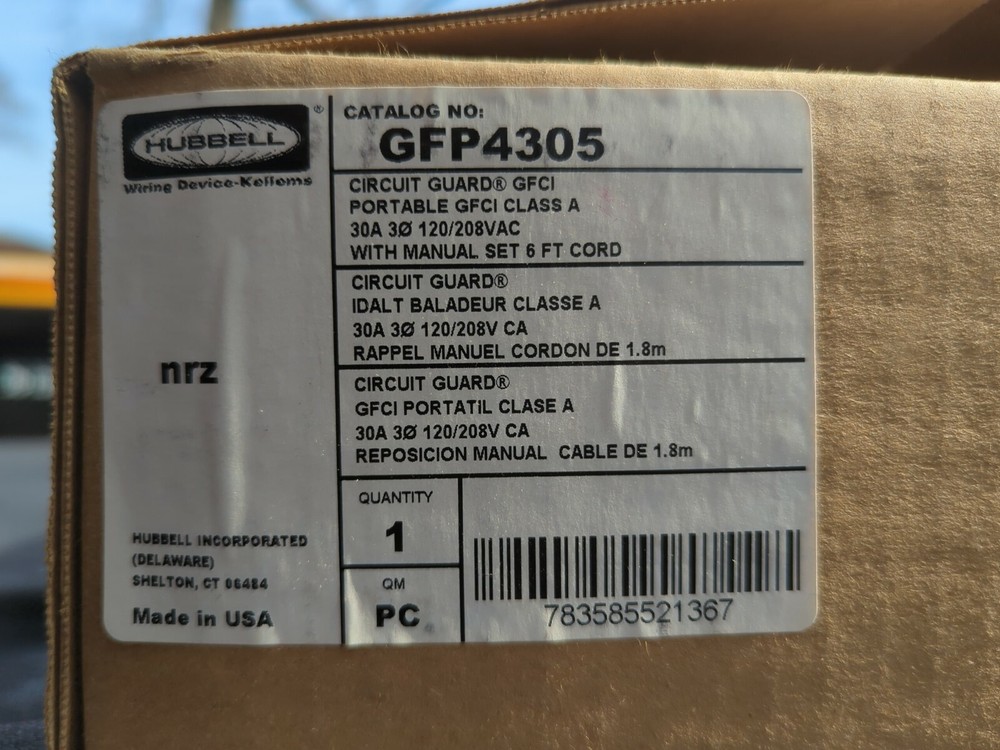 HUBBELL®
Wiring Device-Kellems
nrz
HUBBELL INCORPORATED
(DELAWARE)
SHELTON, CT 06484
Made in USA
CATALOG NO:
GFP4305
CIRCUIT GUARD® GFCI
PORTABLE GFCI CLASS A
30A 3Ø 120/208VAC
WITH MANUAL SET 6 FT CORD
CIRCUIT GUARD®
IDALT BALADEUR CLASSE A
30A 3Ø 120/208V CA
RAPPEL MANUEL CORDON DE 1.8m
CIRCUIT GUARD®
GFCI PORTATIL CLASE A
30A 3Ø 120/208V CA
REPOSICION MANUAL CABLE DE 1.8m
QUANTITY
1
QM
PC
783585521367